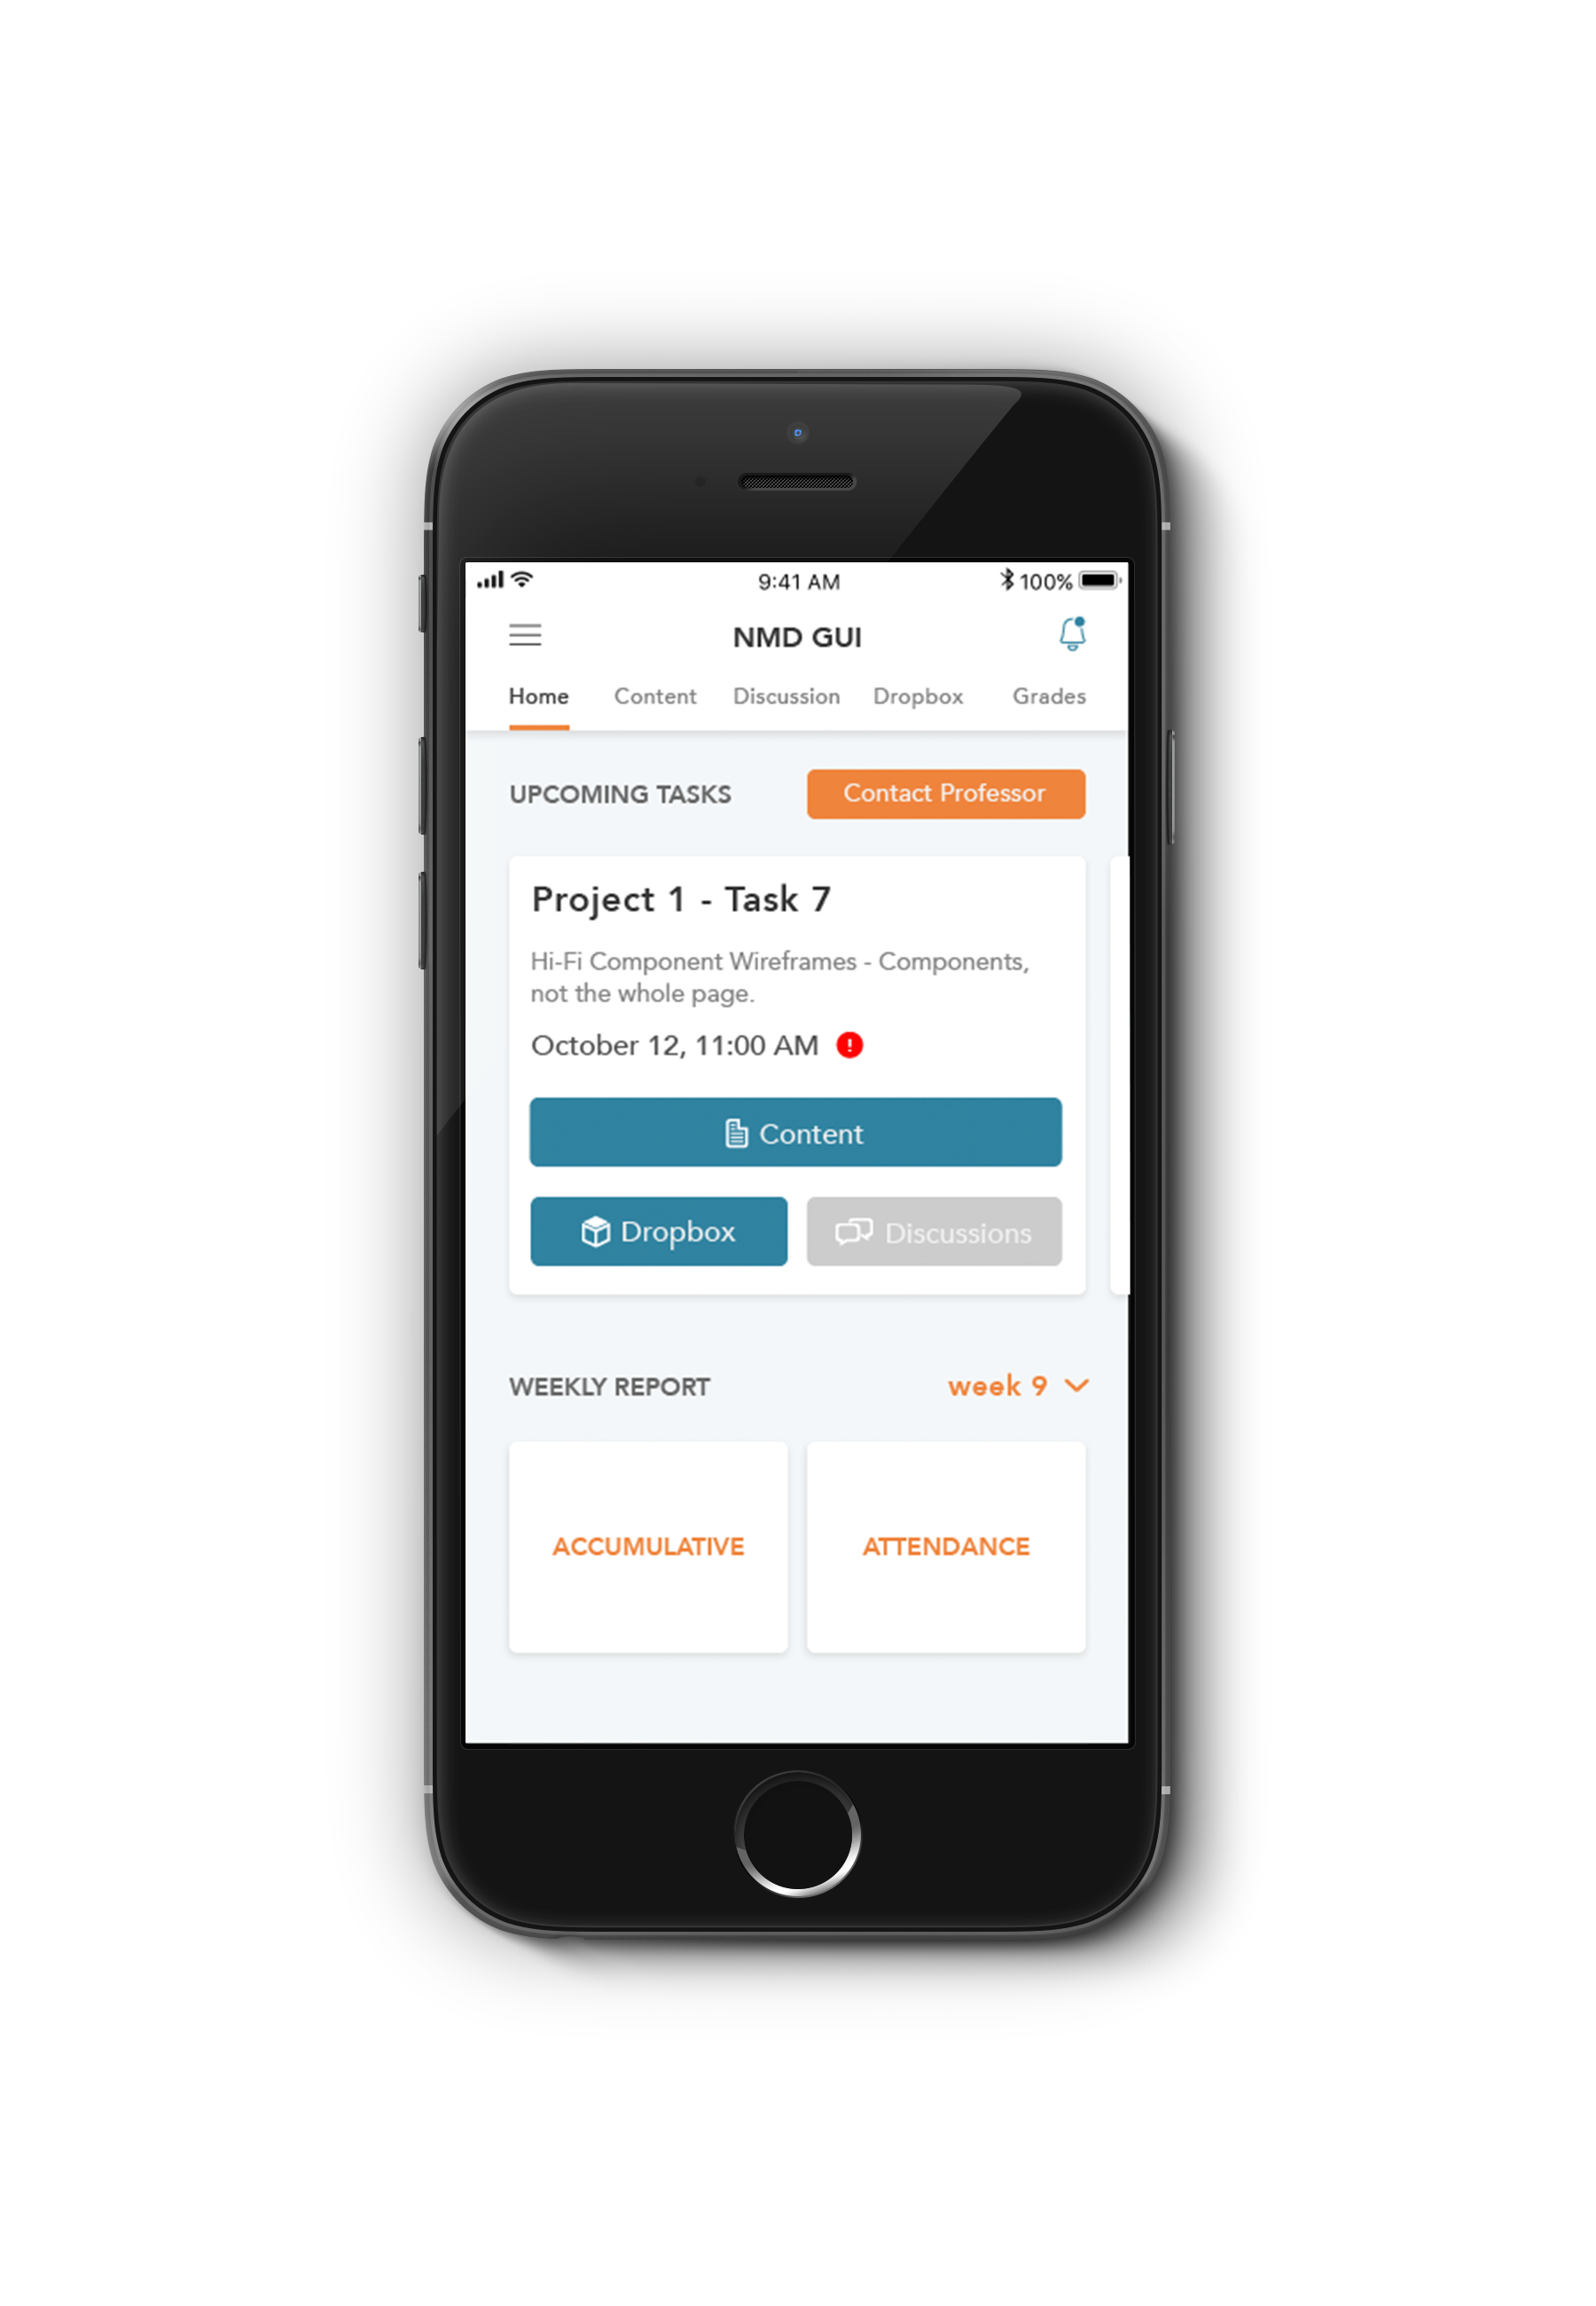 9:41 AM
100%
NMD GUI
Home Content Discussion Dropbox Grades
UPCOMING TASKS
Contact Professor
Project 1 - Task 7
Hi-Fi Component Wireframes - Components,
not the whole page.
October 12, 11:00 AM
Content
Dropbox
Discussions
WEEKLY REPORT
week 9
ACCUMULATIVE
ATTENDANCE